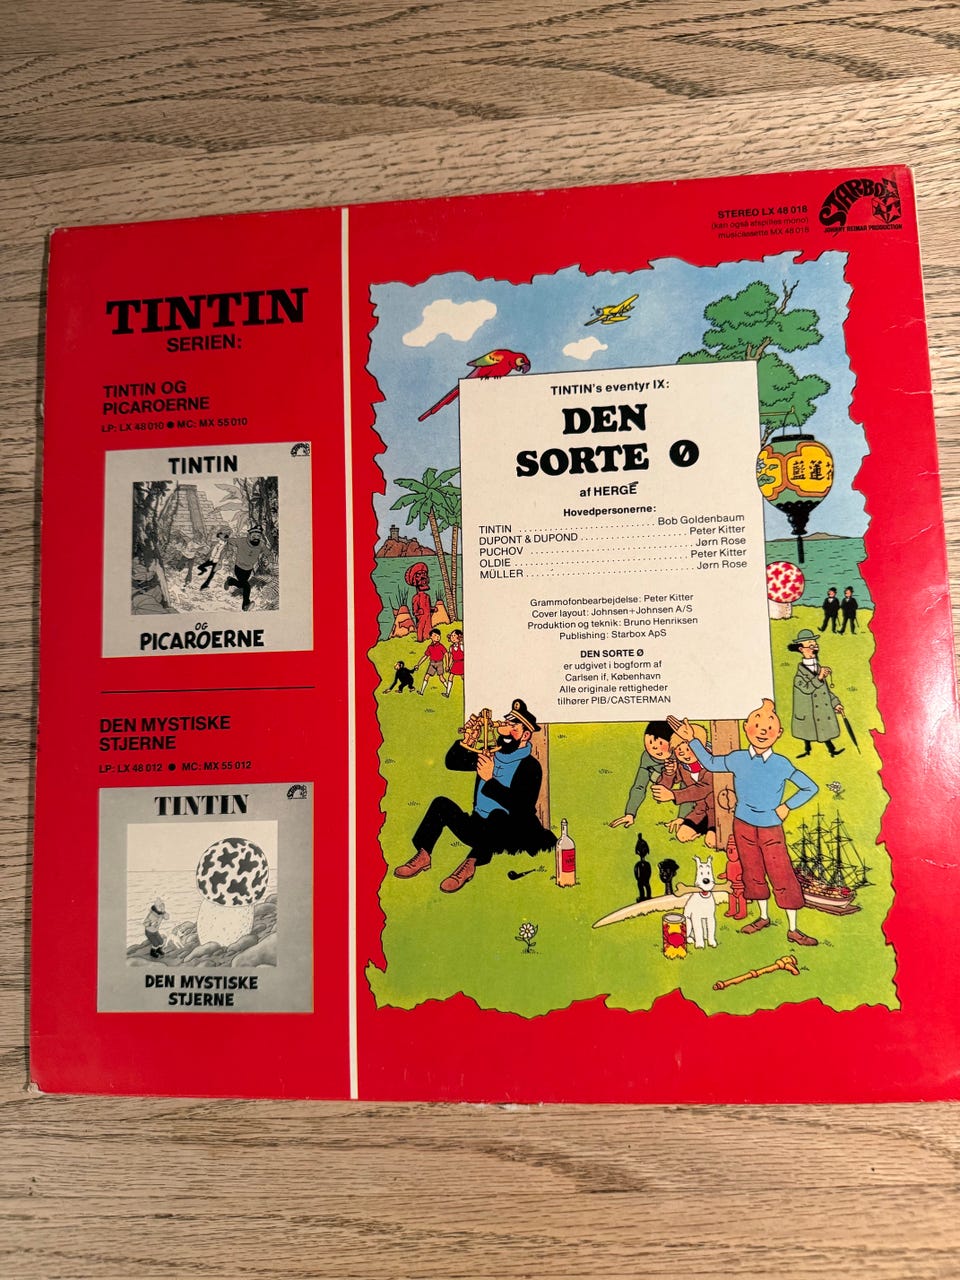 STEREO LX 48 018
(kan også afspilles mono)
musicassette MX 48 018
STARBOX
JOHNNY REIMAR PRODUCTION
TINTIN
SERIEN:
TINTIN OG
PICAROERNE
LP: LX 48 010 ● MC: MX 55 010
TINTIN
OG
PICAROERNE
DEN MYSTISKE
STJERNE
LP: LX 48 012 ● MC: MX 55 012
TINTIN
DEN MYSTISKE
STJERNE
TINTIN's eventyr IX:
DEN
SORTE Ø
af HERGÉ
Hovedpersonerne:
TINTIN ........................... Bob Goldenbaum
DUPONT & DUPOND ..................... Peter Kitter
PUCHOV ............................... Jørn Rose
OLDIE ................................. Peter Kitter
MÜLLER ................................ Jørn Rose
Grammofonbearbejdelse: Peter Kitter
Cover layout: Johnsen+Johnsen A/S
Produktion og teknik: Bruno Henriksen
Publishing: Starbox ApS
DEN SORTE Ø
er udgivet i bogform af
Carlsen if, København
Alle originale rettigheder
tilhører PIB/CASTERMAN
藍蓮